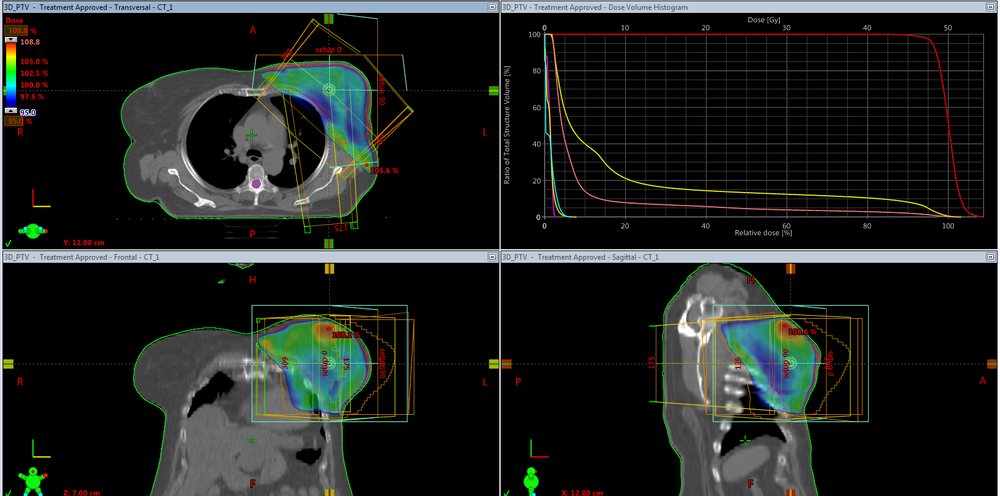 3D_PTV - Treatment Approved - Transversal - CT_1
Dose
108.8 %
108.8
105.0 %
102.5 %
100.0 %
97.5 %
95.0
95.0 %
A
R
L
P
309
setup 0
setup 90
105.6 %
175
Y: 12.00 cm
3D_PTV - Treatment Approved - Dose Volume Histogram
Dose [Gy]
0 10 20 30 40 50
Ratio of Total Structure Volume [%]
100
80
60
40
20
0
0 20 40 60 80 100
Relative dose [%]
3D_PTV - Treatment Approved - Frontal - CT_1
H
R
L
F
108.1 %
309
setup 0
175
setup 90
Z: 7.00 cm
3D_PTV - Treatment Approved - Sagittal - CT_1
H
P
A
F
108.6 %
175
135
setup 90
setup 0
X: 12.00 cm